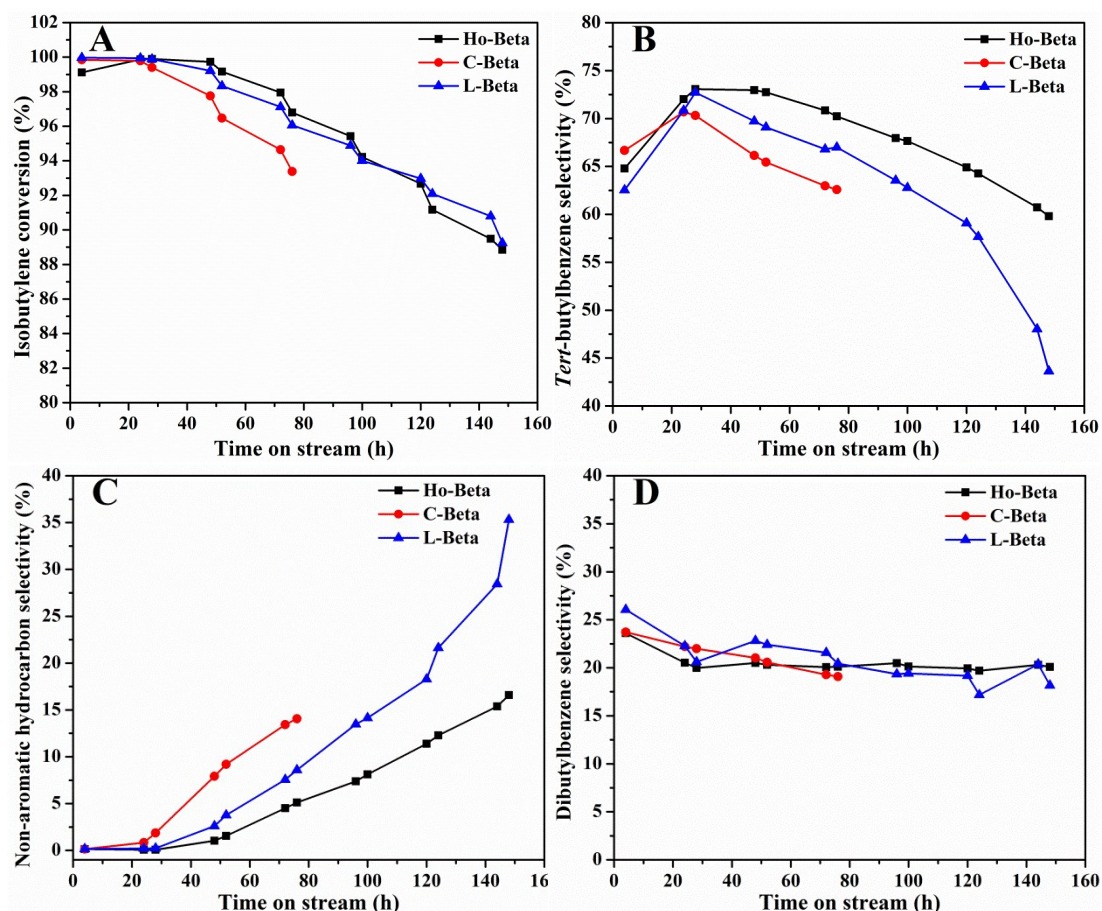 A
Ho-Beta
C-Beta
L-Beta
Isobutylene conversion (%)
102
100
98
96
94
92
90
88
86
84
82
80
0 20 40 60 80 100 120 140 160
Time on stream (h)
B
Ho-Beta
C-Beta
L-Beta
Tert-butylbenzene selectivity (%)
80
75
70
65
60
55
50
45
40
0 20 40 60 80 100 120 140 160
Time on stream (h)
C
Ho-Beta
C-Beta
L-Beta
Non-aromatic hydrocarbon selectivity (%)
40
35
30
25
20
15
10
5
0
0 20 40 60 80 100 120 140 16
Time on stream (h)
D
Ho-Beta
C-Beta
L-Beta
Dibutylbenzene selectivity (%)
40
35
30
25
20
15
10
5
0
0 20 40 60 80 100 120 140 160
Time on stream (h)